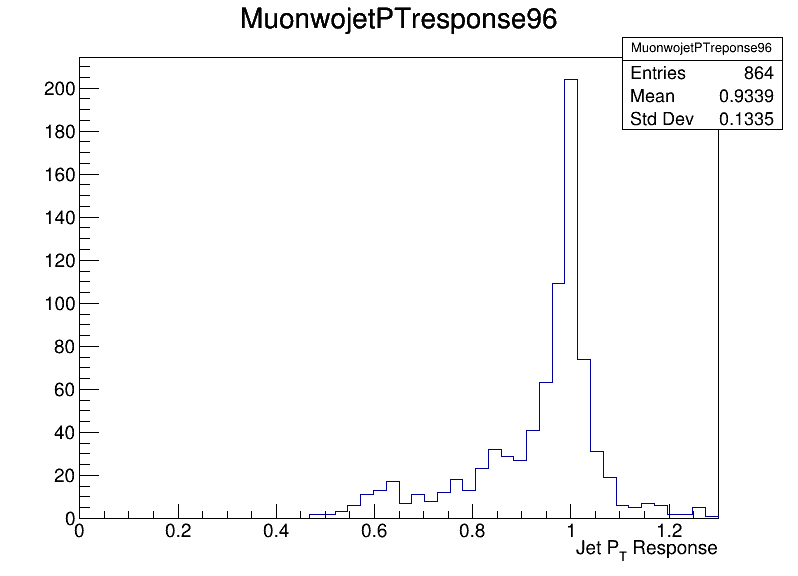 MuonwojetPTresponse96
MuonwojetPTreponse96
Entries 864
Mean 0.9339
Std Dev 0.1335
200
180
160
140
120
100
80
60
40
20
0
0 0.2 0.4 0.6 0.8 1 1.2
Jet PT Response